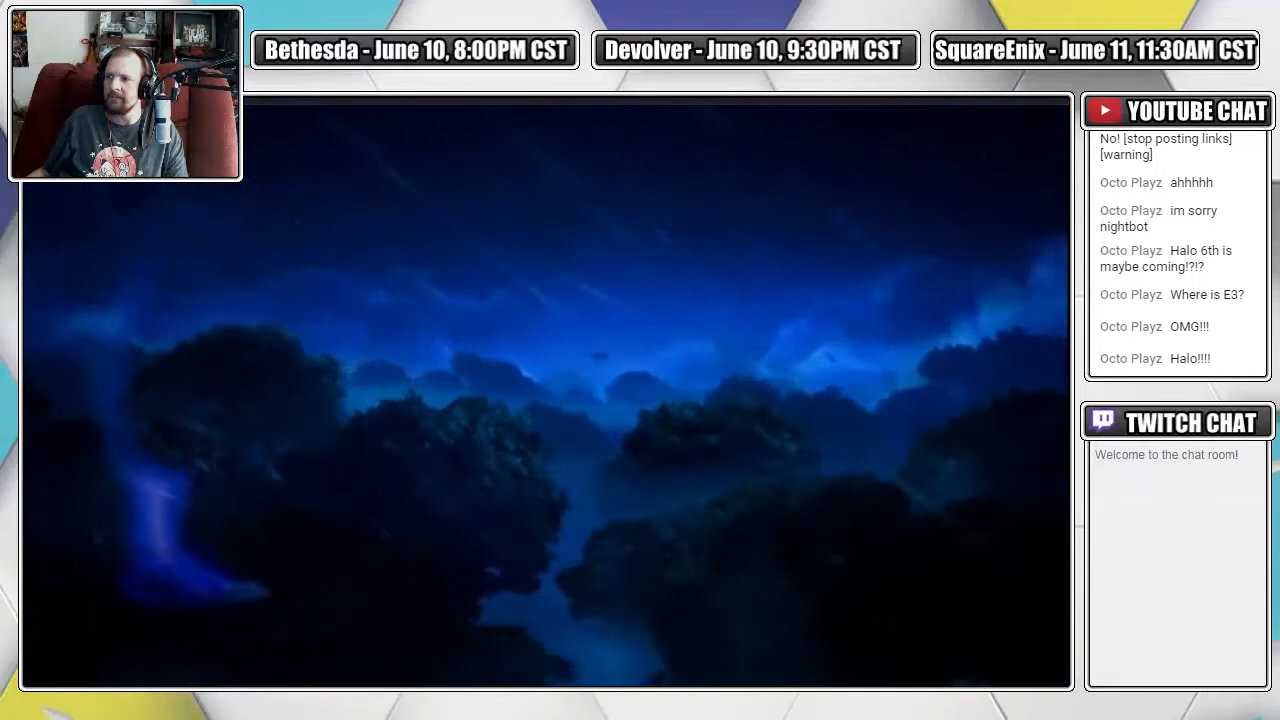 Bethesda - June 10, 8:00PM CST
Devolver - June 10, 9:30PM CST
SquareEnix - June 11, 11:30AM CST
YOUTUBE CHAT
No! [stop posting links]
[warning]
Octo Playz ahhhhh
Octo Playz im sorry
nightbot
Octo Playz Halo 6th is
maybe coming!?!?
Octo Playz Where is E3?
Octo Playz OMG!!!
Octo Playz Halo!!!!
TWITCH CHAT
Welcome to the chat room!